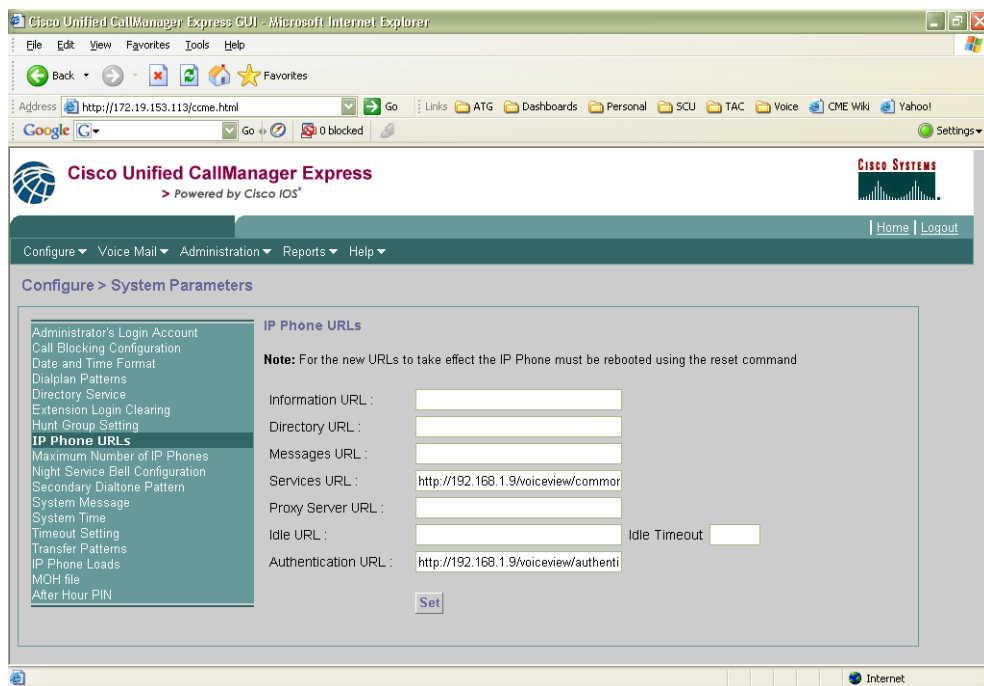 Cisco Unified CallManager Express GUI - Microsoft Internet Explorer
File Edit View Favorites Tools Help
Back Favorites
Address http://172.19.153.113/ccme.html Go Links ATG Dashboards Personal SCU TAC Voice CME Wiki Yahoo!
Google G Go 0 blocked Settings
Cisco Unified CallManager Express
> Powered by Cisco IOS®
CISCO SYSTEMS
Home Logout
Configure Voice Mail Administration Reports Help
Configure > System Parameters
Administrator's Login Account
Call Blocking Configuration
Date and Time Format
Dialplan Patterns
Directory Service
Extension Login Clearing
Hunt Group Setting
IP Phone URLs
Maximum Number of IP Phones
Night Service Bell Configuration
Secondary Dialtone Pattern
System Message
System Time
Timeout Setting
Transfer Patterns
IP Phone Loads
MOH file
After Hour PIN
IP Phone URLs
Note: For the new URLs to take effect the IP Phone must be rebooted using the reset command
Information URL :
Directory URL :
Messages URL :
Services URL : http://192.168.1.9/voiceview/common
Proxy Server URL :
Idle URL : Idle Timeout
Authentication URL : http://192.168.1.9/voiceview/authenti
Set
Internet